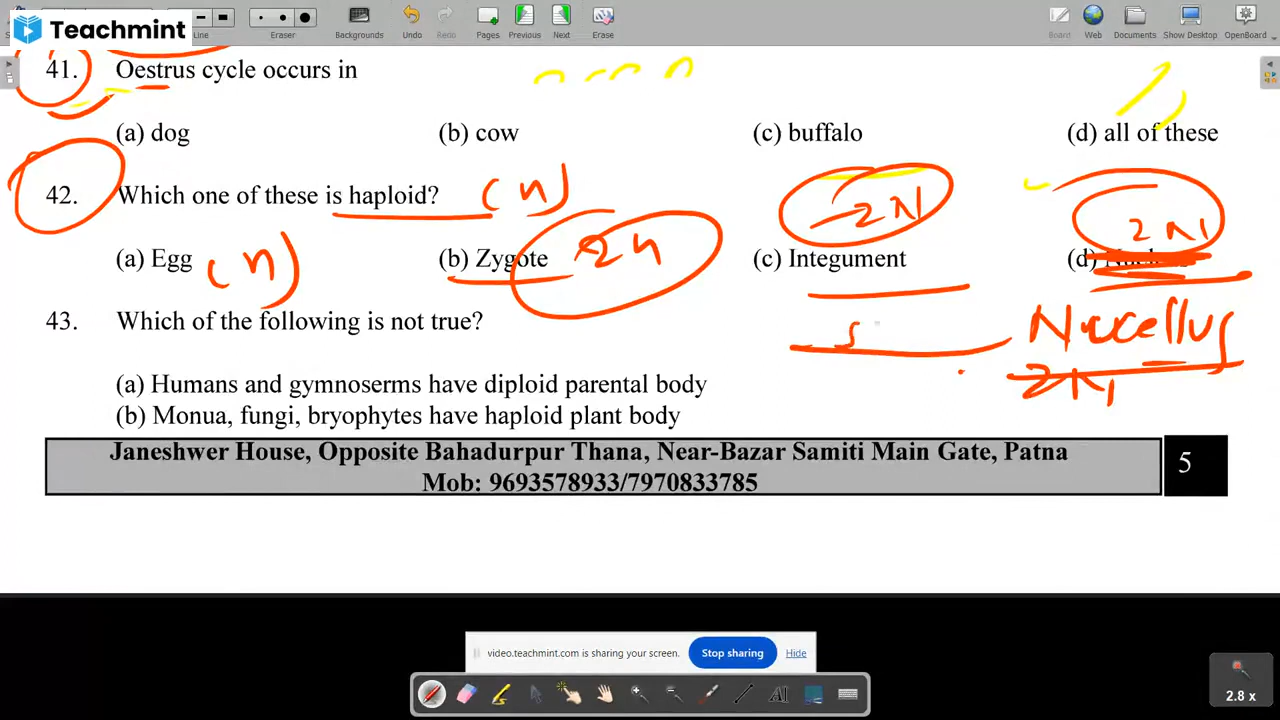 Teachmint
Line
Eraser
Backgrounds
Undo
Redo
Pages
Previous
Next
Erase
Board
Web
Documents
Show Desktop
OpenBoard
41. Oestrus cycle occurs in
(a) dog (b) cow (c) buffalo (d) all of these
42. Which one of these is haploid? (n)
2n 2n
(a) Egg (n) (b) Zygote 2n (c) Integument (d)
Nucellus
2n
43. Which of the following is not true?
(a) Humans and gymnoserms have diploid parental body
(b) Monua, fungi, bryophytes have haploid plant body
Janeshwer House, Opposite Bahadurpur Thana, Near-Bazar Samiti Main Gate, Patna
Mob: 9693578933/7970833785
5
video.teachmint.com is sharing your screen. Stop sharing Hide
2.8 x